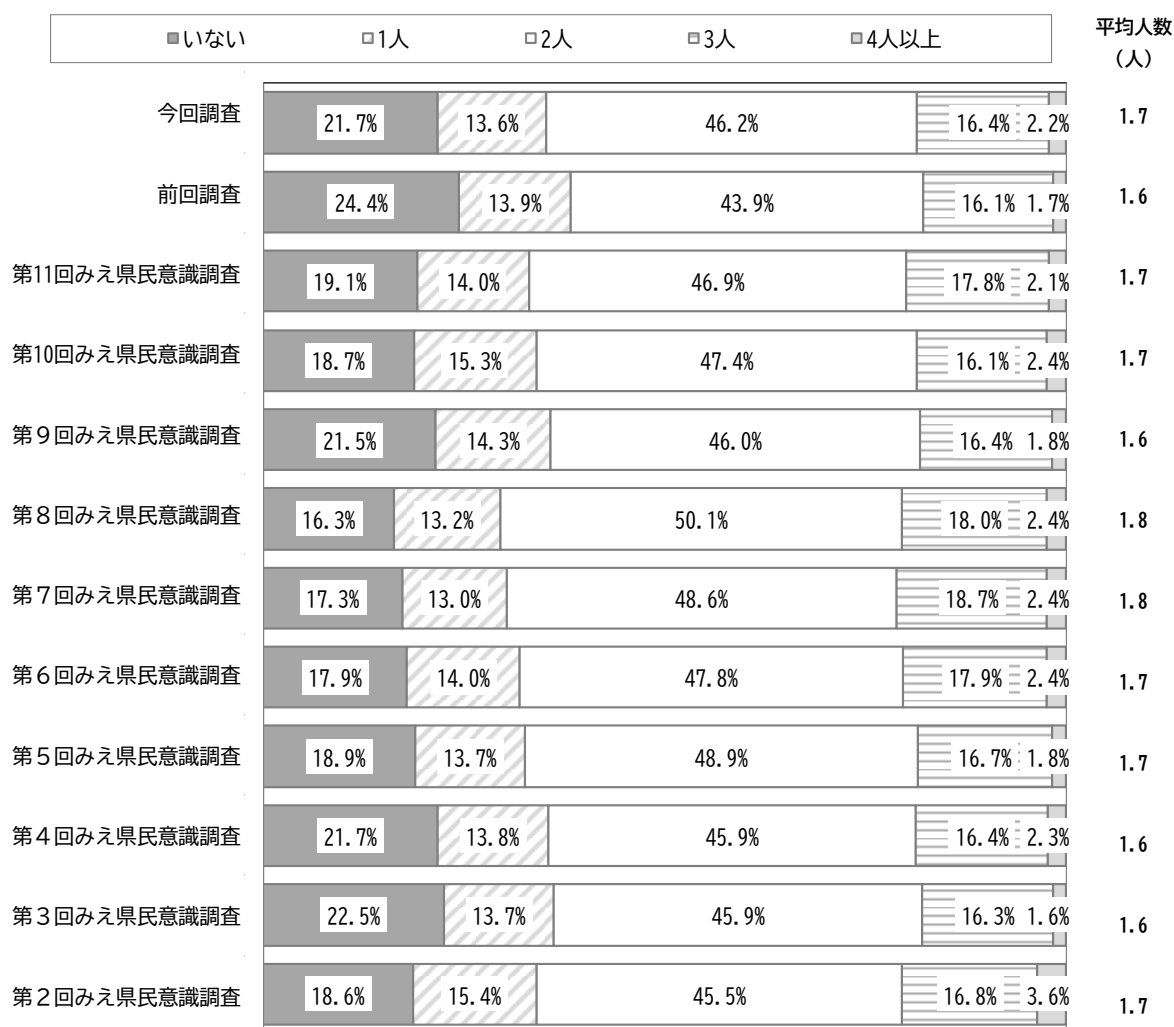 いない 1人 2人 3人 4人以上
平均人数
（人）
今回調査 21.7% 13.6% 46.2% 16.4% 2.2% 1.7
前回調査 24.4% 13.9% 43.9% 16.1% 1.7% 1.6
第11回みえ県民意識調査 19.1% 14.0% 46.9% 17.8% 2.1% 1.7
第10回みえ県民意識調査 18.7% 15.3% 47.4% 16.1% 2.4% 1.7
第９回みえ県民意識調査 21.5% 14.3% 46.0% 16.4% 1.8% 1.6
第８回みえ県民意識調査 16.3% 13.2% 50.1% 18.0% 2.4% 1.8
第７回みえ県民意識調査 17.3% 13.0% 48.6% 18.7% 2.4% 1.8
第６回みえ県民意識調査 17.9% 14.0% 47.8% 17.9% 2.4% 1.7
第５回みえ県民意識調査 18.9% 13.7% 48.9% 16.7% 1.8% 1.7
第４回みえ県民意識調査 21.7% 13.8% 45.9% 16.4% 2.3% 1.6
第３回みえ県民意識調査 22.5% 13.7% 45.9% 16.3% 1.6% 1.6
第２回みえ県民意識調査 18.6% 15.4% 45.5% 16.8% 3.6% 1.7